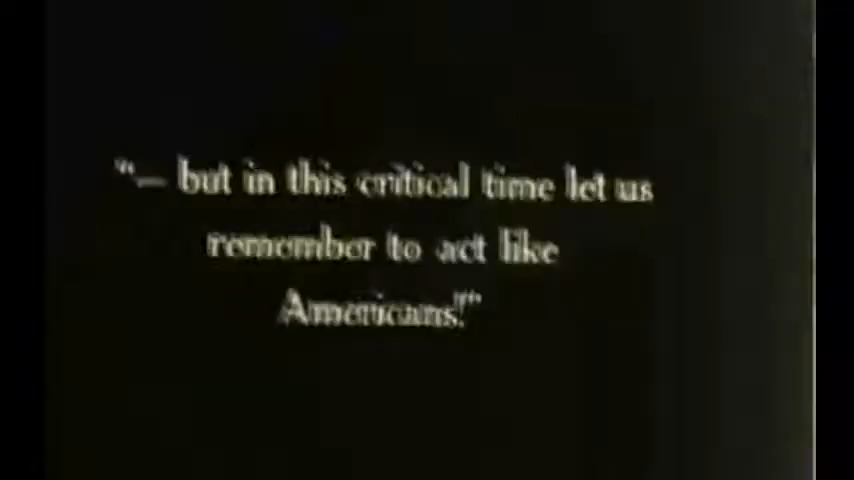 “— but in this critical time let us
remember to act like
Americans!”